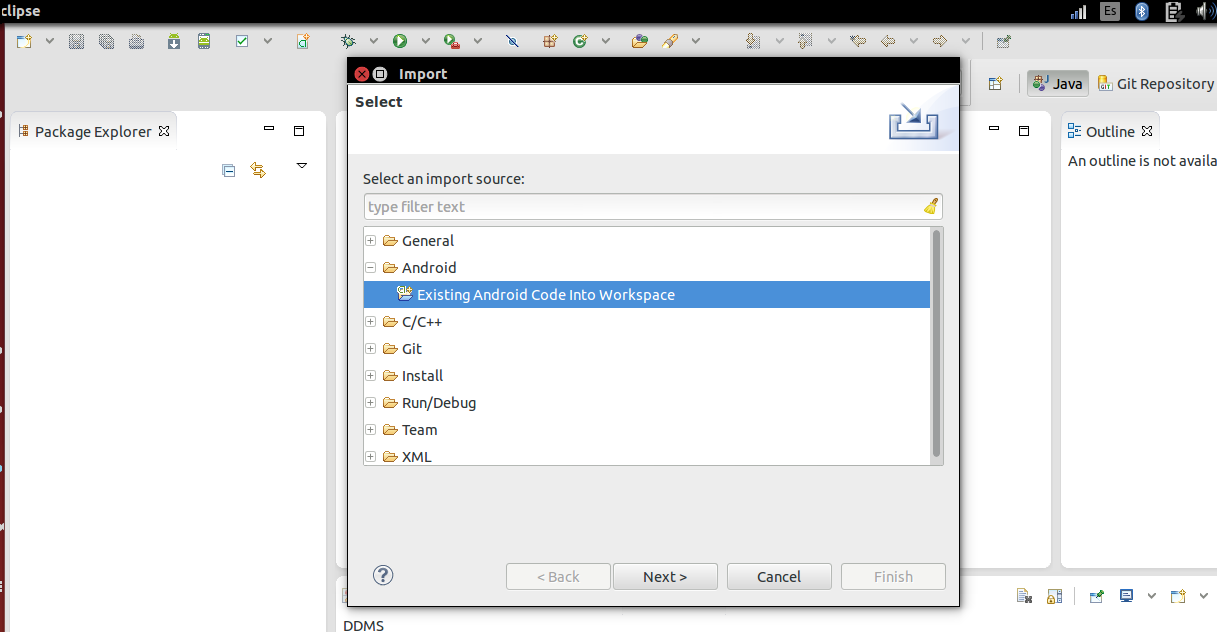 clipse
Es
Import
Select
Java
Git Repository
Package Explorer
Outline
An outline is not availa
Select an import source:
type filter text
General
Android
Existing Android Code Into Workspace
C/C++
Git
Install
Run/Debug
Team
XML
?
< Back
Next >
Cancel
Finish
DDMS